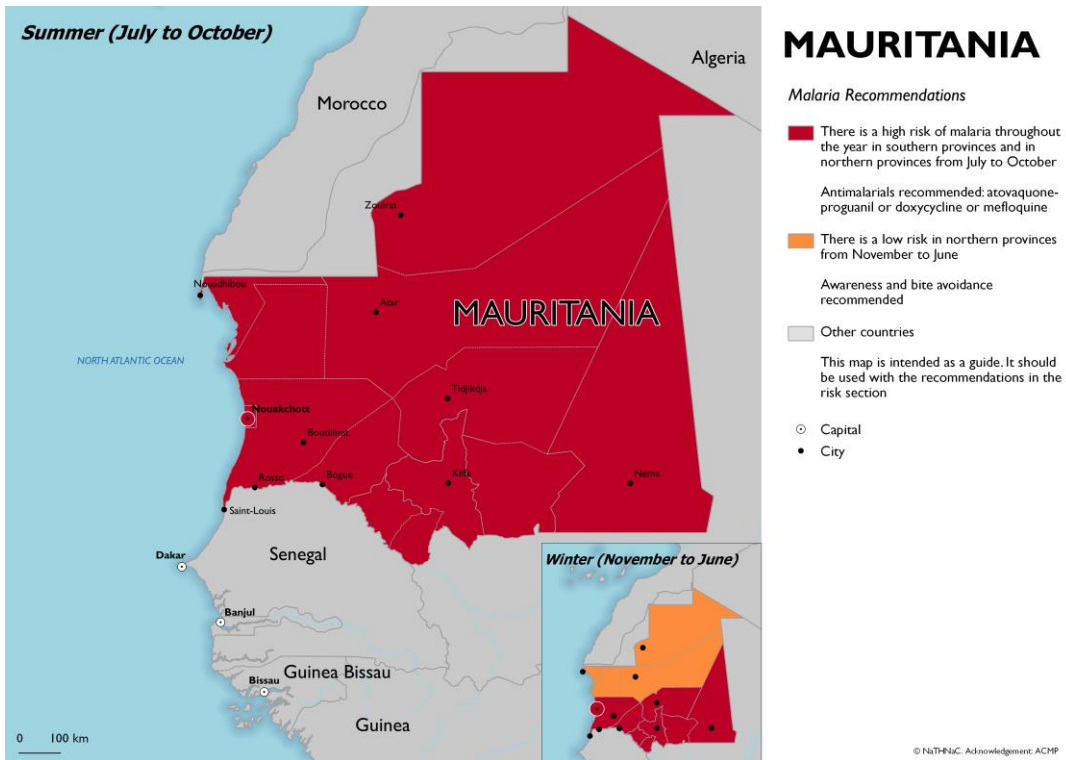 Summer (July to October)
Algeria
Morocco
Zouirat
Nouadhibou
Atar
MAURITANIA
NORTH ATLANTIC OCEAN
Tidjikdja
Nouakchott
Boutilimit
Kiffa
Nema
Rosso
Bogue
Saint-Louis
Senegal
Dakar
Banjul
Guinea Bissau
Bissau
Guinea
0 100 km
Winter (November to June)
MAURITANIA
Malaria Recommendations
There is a high risk of malaria throughout
the year in southern provinces and in
northern provinces from July to October
Antimalarials recommended: atovaquone-
proguanil or doxycycline or mefloquine
There is a low risk in northern provinces
from November to June
Awareness and bite avoidance
recommended
Other countries
This map is intended as a guide. It should
be used with the recommendations in the
risk section
Capital
City
© NaTHNaC. Acknowledgement: ACMP